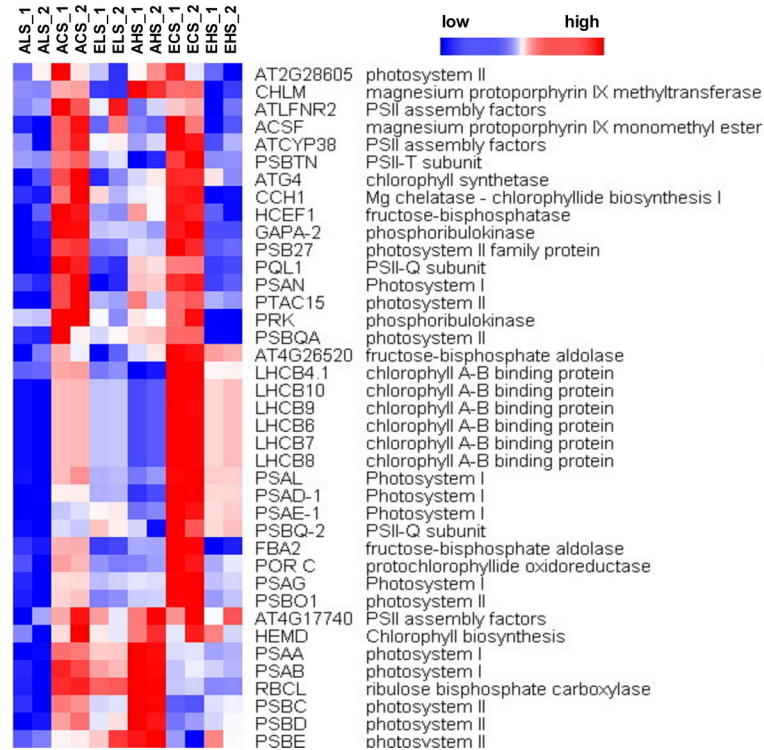 low high
ALS_1 ALS_2 ACS_1 ACS_2 ELS_1 ELS_2 AHS_1 AHS_2 ECS_1 ECS_2 EHS_1 EHS_2
AT2G28605 photosystem II
CHLM magnesium protoporphyrin IX methyltransferase
ATLFNR2 PSII assembly factors
ACSF magnesium protoporphyrin IX monomethyl ester
ATCYP38 PSII assembly factors
PSBTN PSII-T subunit
ATG4 chlorophyll synthetase
CCH1 Mg chelatase - chlorophyllide biosynthesis I
HCEF1 fructose-bisphosphatase
GAPA-2 phosphoribulokinase
PSB27 photosystem II family protein
PQL1 PSII-Q subunit
PSAN Photosystem I
PTAC15 photosystem II
PRK phosphoribulokinase
PSBQA photosystem II
AT4G26520 fructose-bisphosphate aldolase
LHCB4.1 chlorophyll A-B binding protein
LHCB10 chlorophyll A-B binding protein
LHCB9 chlorophyll A-B binding protein
LHCB6 chlorophyll A-B binding protein
LHCB7 chlorophyll A-B binding protein
LHCB8 chlorophyll A-B binding protein
PSAL Photosystem I
PSAD-1 Photosystem I
PSAE-1 Photosystem I
PSBQ-2 PSII-Q subunit
FBA2 fructose-bisphosphate aldolase
POR C protochlorophyllide oxidoreductase
PSAG Photosystem I
PSBO1 photosystem II
AT4G17740 PSII assembly factors
HEMD Chlorophyll biosynthesis
PSAA photosystem I
PSAB photosystem I
RBCL ribulose bisphosphate carboxylase
PSBC photosystem II
PSBD photosystem II
PSBE photosystem II